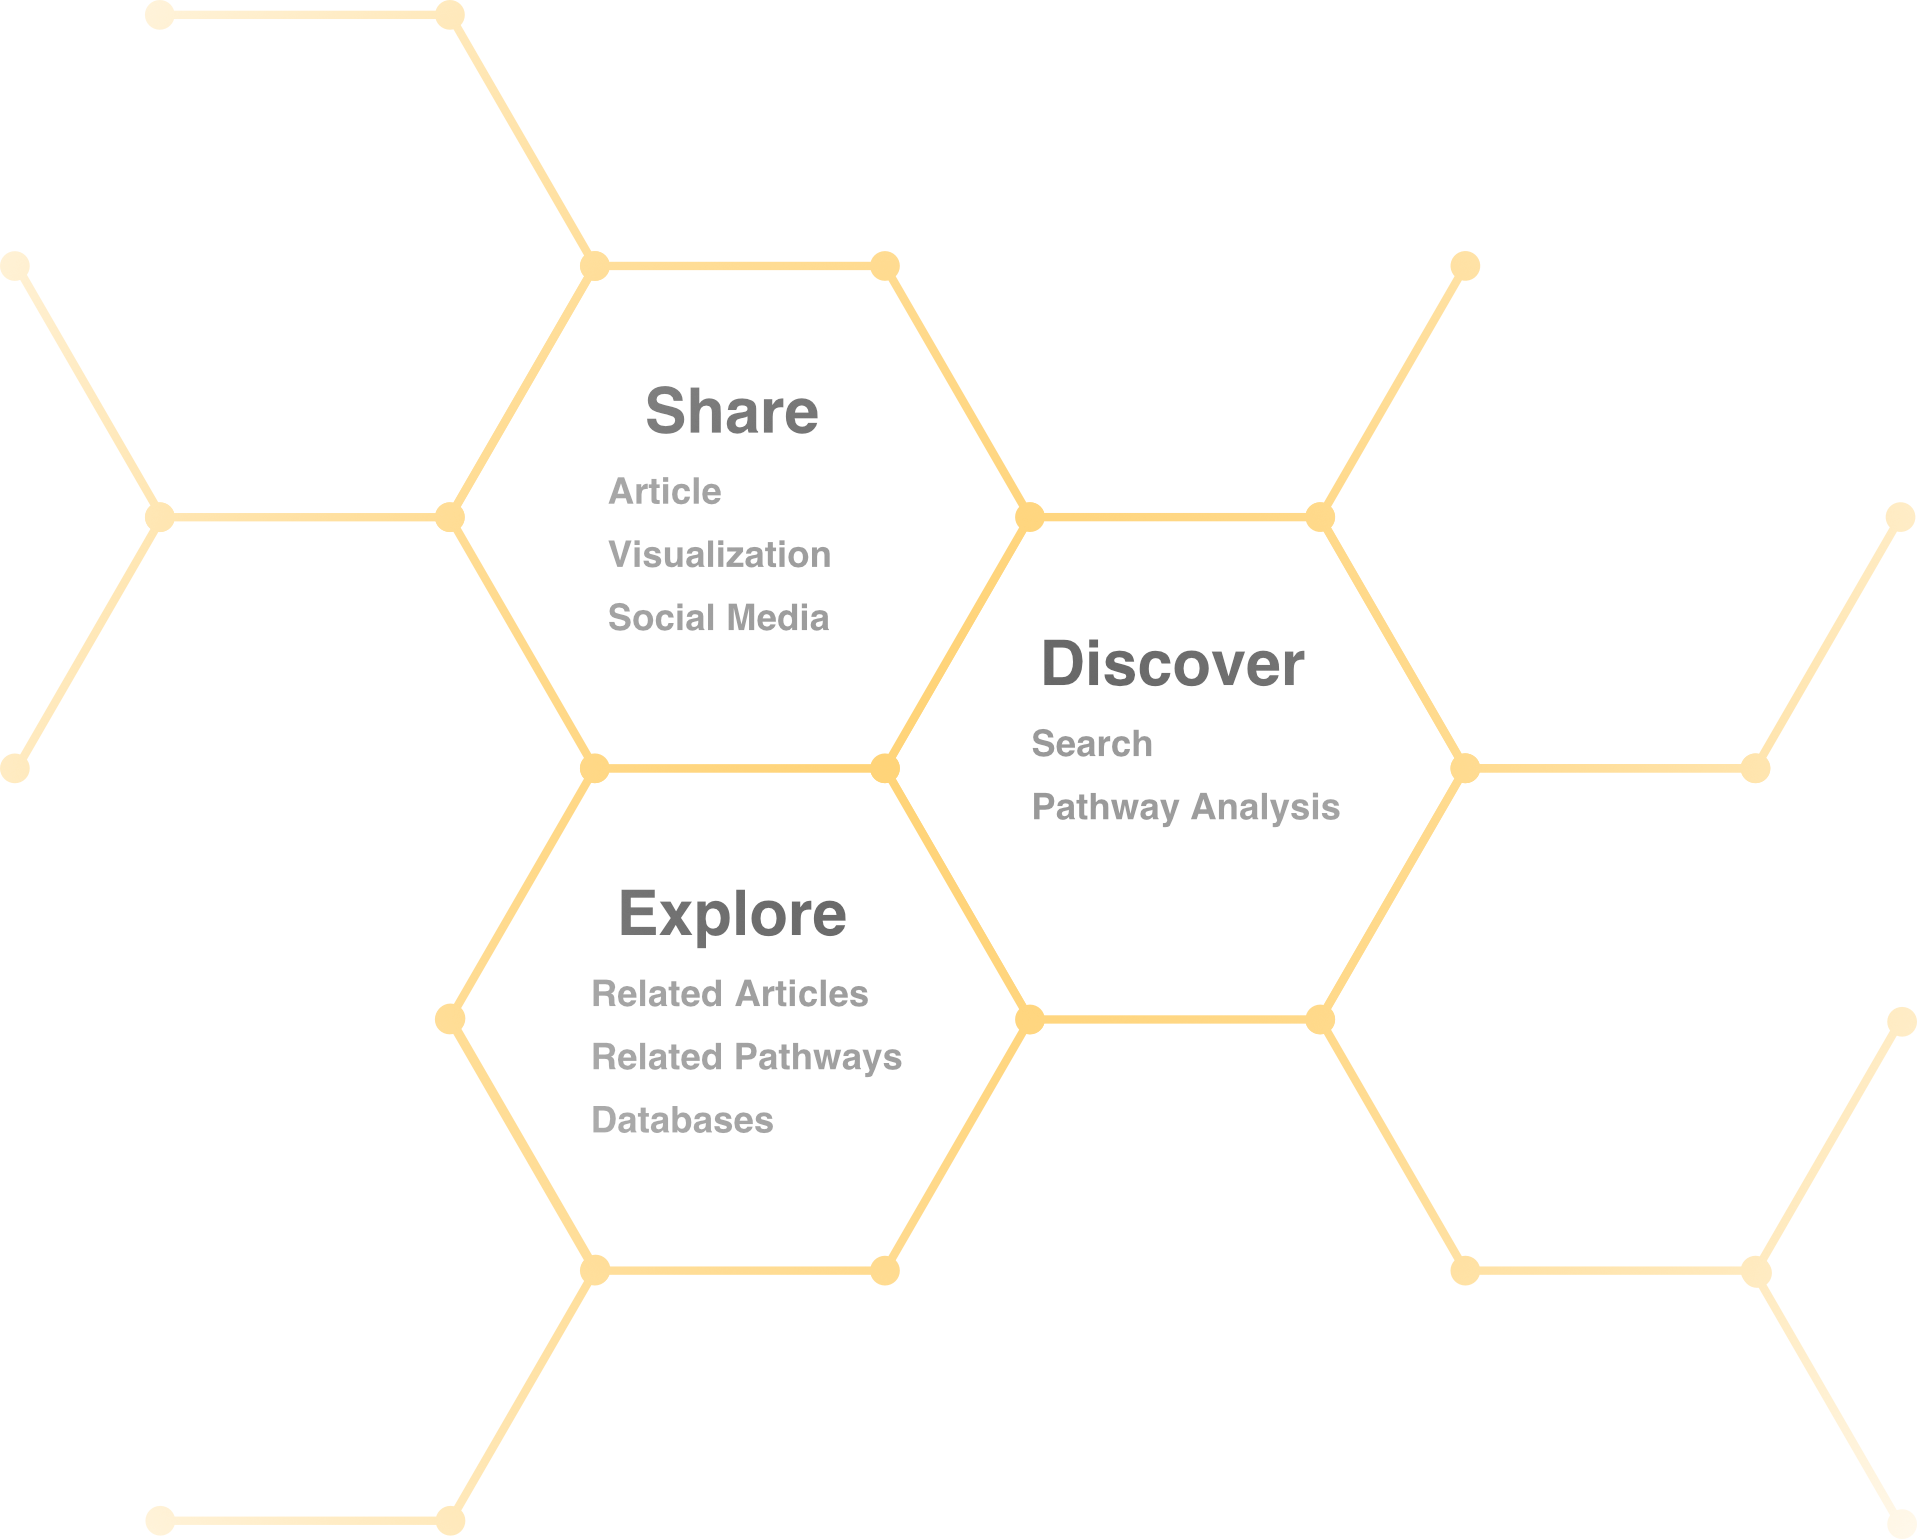 Share
Article
Visualization
Social Media
Discover
Search
Pathway Analysis
Explore
Related Articles
Related Pathways
Databases